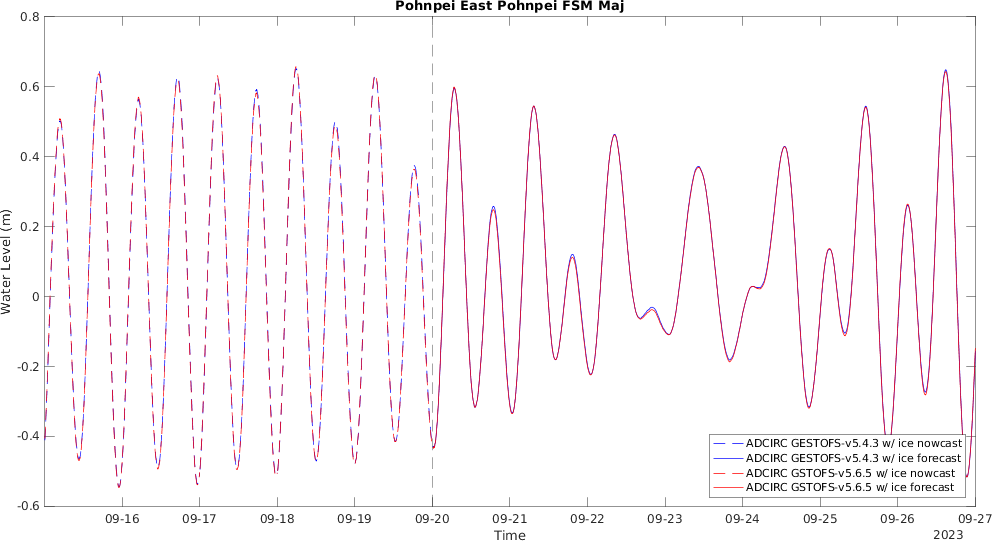 Pohnpei East Pohnpei FSM Maj
0.8
0.6
0.4
0.2
0
-0.2
-0.4
-0.6
Water Level (m)
ADCIRC GESTOFS-v5.4.3 w/ ice nowcast
ADCIRC GESTOFS-v5.4.3 w/ ice forecast
ADCIRC GSTOFS-v5.6.5 w/ ice nowcast
ADCIRC GSTOFS-v5.6.5 w/ ice forecast
09-16 09-17 09-18 09-19 09-20 09-21 09-22 09-23 09-24 09-25 09-26 09-27
Time
2023